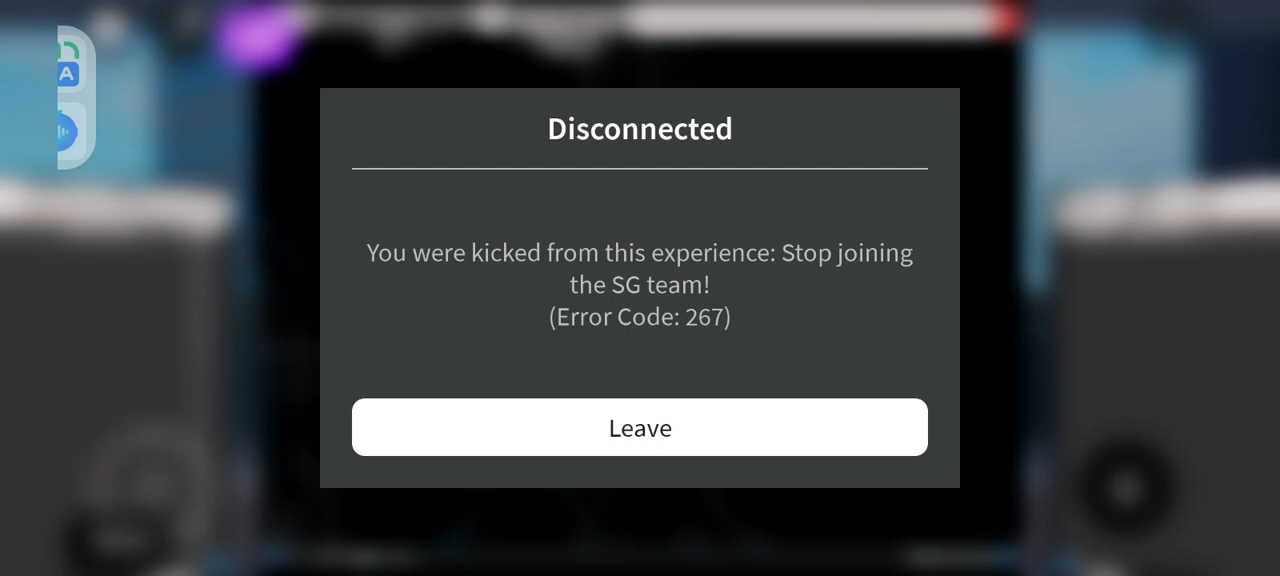 Disconnected
You were kicked from this experience: Stop joining
the SG team!
(Error Code: 267)
Leave
A